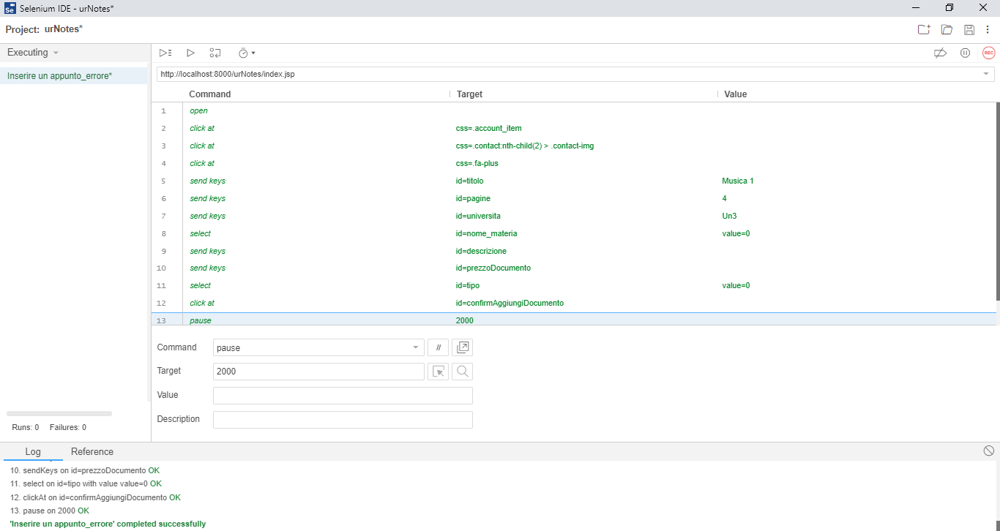 Selenium IDE - urNotes*
Project: urNotes*
Executing
Inserire un appunto_errore*
http://localhost:8000/urNotes/index.jsp
Command Target Value
1 open
2 click at css=.account_item
3 click at css=.contact:nth-child(2) > .contact-img
4 click at css=.fa-plus
5 send keys id=titolo Musica 1
6 send keys id=pagine 4
7 send keys id=universita Un3
8 select id=nome_materia value=0
9 send keys id=descrizione
10 send keys id=prezzoDocumento
11 select id=tipo value=0
12 click at id=confirmAggiungiDocumento
13 pause 2000
Command pause //
Target 2000
Value
Description
Runs: 0 Failures: 0
Log Reference
10. sendKeys on id=prezzoDocumento OK
11. select on id=tipo with value value=0 OK
12. clickAt on id=confirmAggiungiDocumento OK
13. pause on 2000 OK
'Inserire un appunto_errore' completed successfully
REC
Se